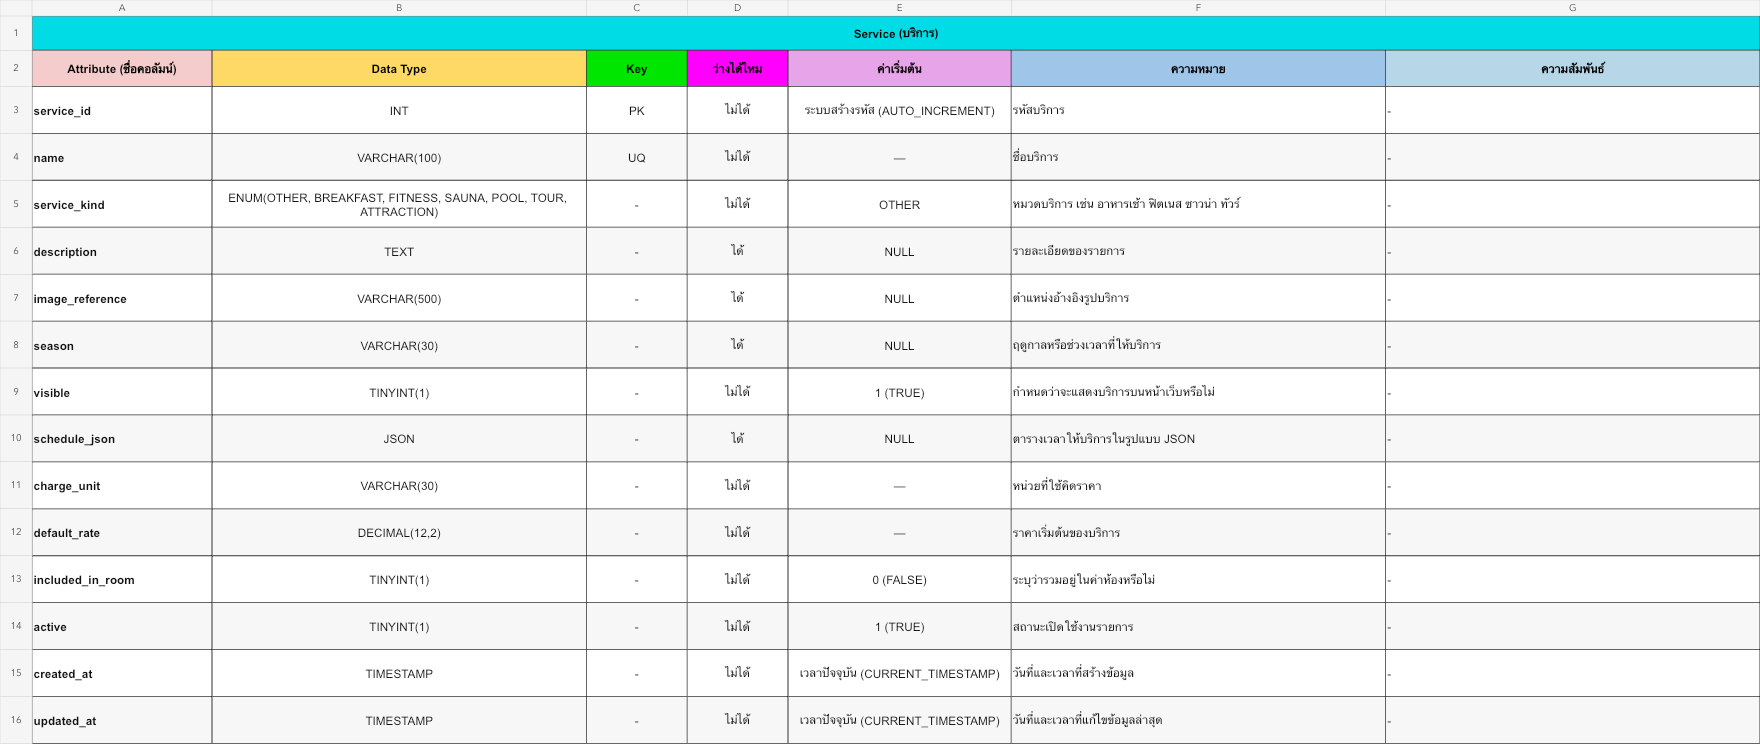 A B C D E F G
1 Service (บริการ)
2 Attribute (ชื่อคอลัมน์) Data Type Key ว่างได้ไหม ค่าเริ่มต้น ความหมาย ความสัมพันธ์
3 service_id INT PK ไม่ได้ ระบบสร้างรหัส (AUTO_INCREMENT) รหัสบริการ -
4 name VARCHAR(100) UQ ไม่ได้ — ชื่อบริการ -
5 service_kind ENUM(OTHER, BREAKFAST, FITNESS, SAUNA, POOL, TOUR, ATTRACTION) - ไม่ได้ OTHER หมวดบริการ เช่น อาหารเช้า ฟิตเนส ซาวน่า ทัวร์ -
6 description TEXT - ได้ NULL รายละเอียดของรายการ -
7 image_reference VARCHAR(500) - ได้ NULL ตำแหน่งอ้างอิงรูปบริการ -
8 season VARCHAR(30) - ได้ NULL ฤดูกาลหรือช่วงเวลาที่ให้บริการ -
9 visible TINYINT(1) - ไม่ได้ 1 (TRUE) กำหนดว่าจะแสดงบริการบนหน้าเว็บหรือไม่ -
10 schedule_json JSON - ได้ NULL ตารางเวลาให้บริการในรูปแบบ JSON -
11 charge_unit VARCHAR(30) - ไม่ได้ — หน่วยที่ใช้คิดราคา -
12 default_rate DECIMAL(12,2) - ไม่ได้ — ราคาเริ่มต้นของบริการ -
13 included_in_room TINYINT(1) - ไม่ได้ 0 (FALSE) ระบุว่ารวมอยู่ในค่าห้องหรือไม่ -
14 active TINYINT(1) - ไม่ได้ 1 (TRUE) สถานะเปิดใช้งานรายการ -
15 created_at TIMESTAMP - ไม่ได้ เวลาปัจจุบัน (CURRENT_TIMESTAMP) วันที่และเวลาที่สร้างข้อมูล -
16 updated_at TIMESTAMP - ไม่ได้ เวลาปัจจุบัน (CURRENT_TIMESTAMP) วันที่และเวลาที่แก้ไขข้อมูลล่าสุด -